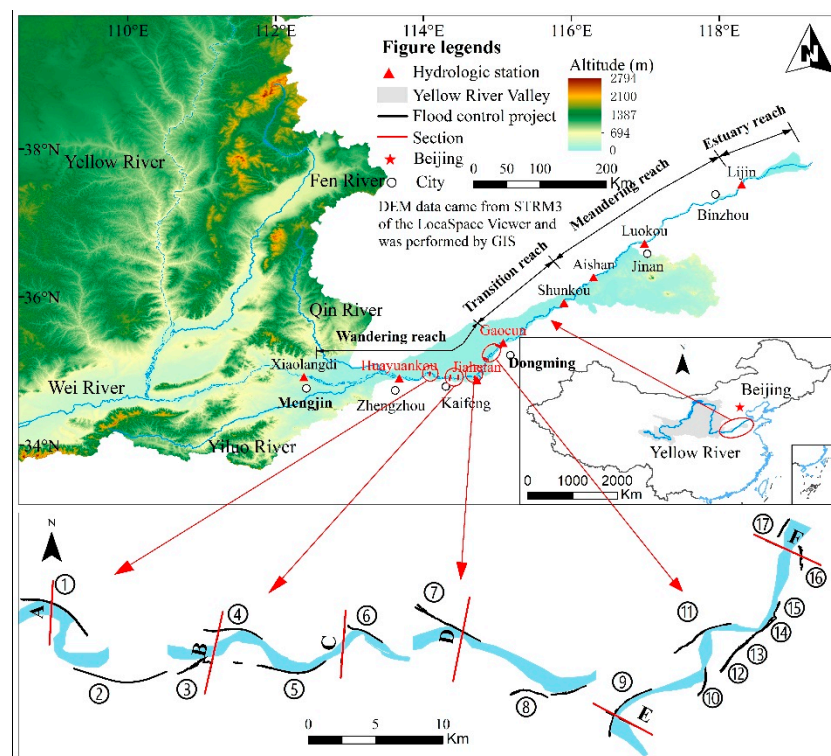 110°E
112°E
114°E
116°E
118°E
38°N
36°N
34°N
N
Figure legends
Hydrologic station
Yellow River Valley
Flood control project
Section
Beijing
City
Altitude (m)
2794
2100
1387
694
0
0 50 100 200
Km
DEM data came from STRM3
of the LocaSpace Viewer and
was performed by GIS
Yellow River
Fen River
Qin River
Wei River
Yiluo River
Wandering reach
Transition reach
Meandering reach
Estuary reach
Xiaolangdi
Mengjin
Huayuankou
Zhengzhou
Jiahetan
Kaifeng
Gaocun
Dongming
Shunkou
Aishan
Luokou
Jinan
Binzhou
Lijin
Beijing
Yellow River
0 1000 2000
Km
N
①
A
②
③
B
④
⑤
C
⑥
⑦
D
⑧
⑨
E
⑩
⑪
⑫
⑬
⑭
⑮
⑯
⑰
F
0 5 10
Km